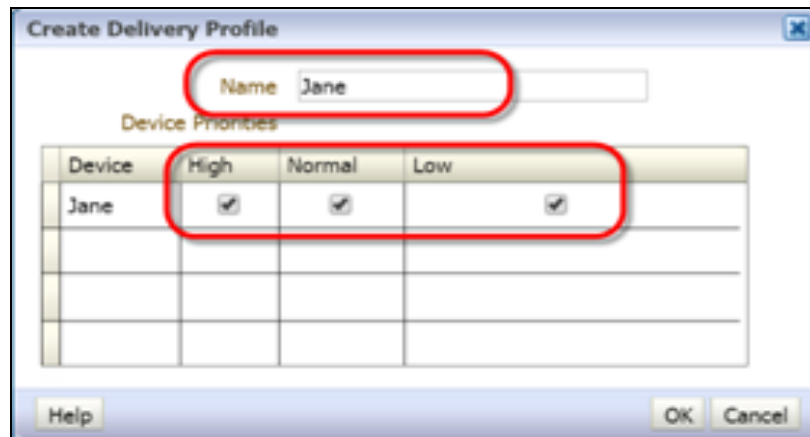 Create Delivery Profile
Name Jane
Device Priorities
Device High Normal Low
Jane
Help OK Cancel